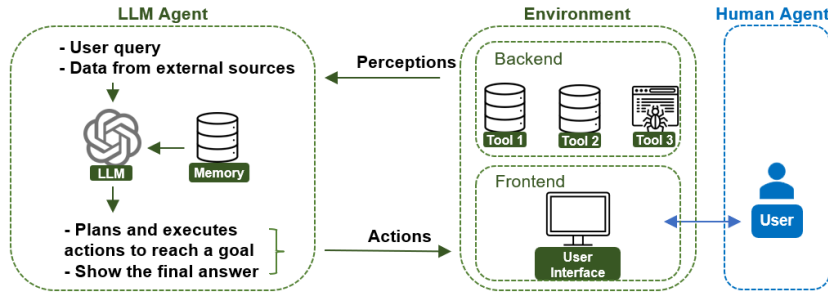 LLM Agent
- User query
- Data from external sources
LLM
Memory
- Plans and executes
actions to reach a goal
- Show the final answer
Perceptions
Actions
Environment
Backend
Tool 1
Tool 2
Tool 3
Frontend
User
Interface
Human Agent
User